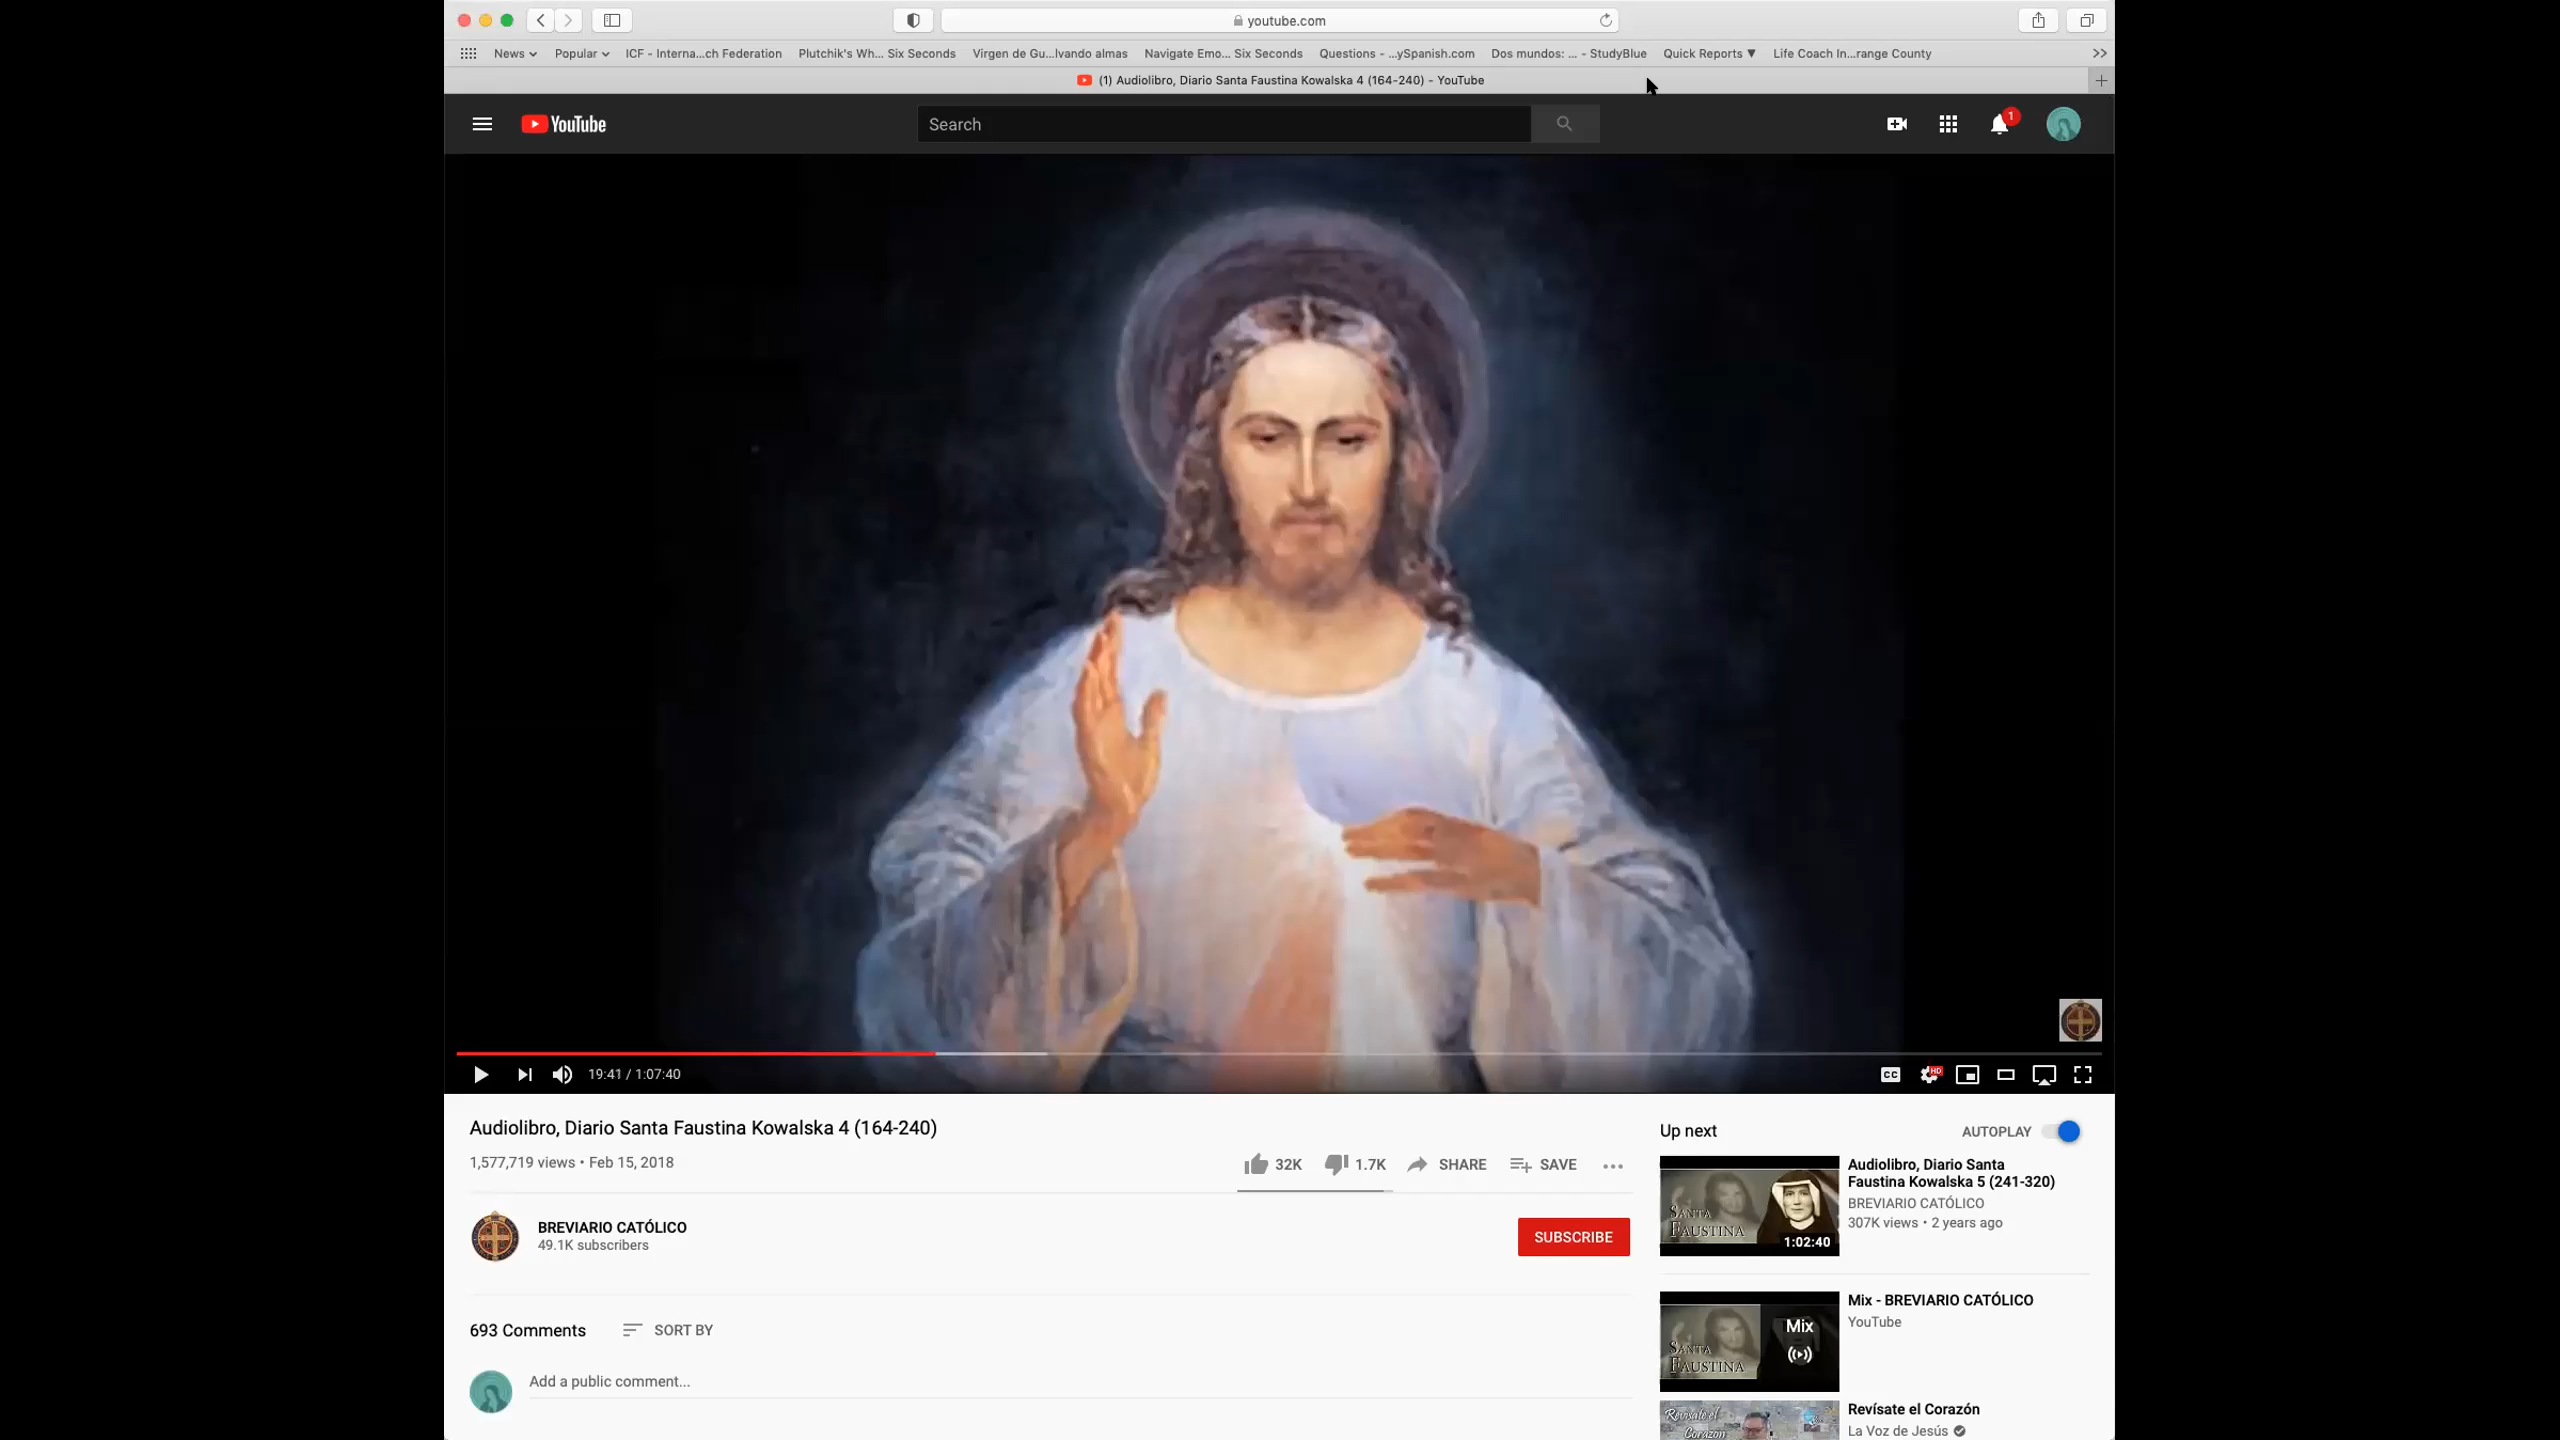 youtube.com
News Popular ICF - Interna...ch Federation Plutchik's Wh... Six Seconds Virgen de Gu...lvando almas Navigate Emo... Six Seconds Questions - ...ySpanish.com Dos mundos: ... - StudyBlue Quick Reports ▼ Life Coach In...range County
(1) Audiolibro, Diario Santa Faustina Kowalska 4 (164-240) - YouTube
YouTube
Search
1
19:41 / 1:07:40
CC
HD
Audiolibro, Diario Santa Faustina Kowalska 4 (164-240)
1,577,719 views • Feb 15, 2018
32K 1.7K SHARE SAVE
BREVIARIO CATÓLICO
49.1K subscribers
SUBSCRIBE
693 Comments SORT BY
Add a public comment...
Up next AUTOPLAY
SANTA
FAUSTINA
1:02:40
Audiolibro, Diario Santa
Faustina Kowalska 5 (241-320)
BREVIARIO CATÓLICO
307K views • 2 years ago
SANTA
FAUSTINA
Mix
Mix - BREVIARIO CATÓLICO
YouTube
Revísate el
Corazón
Revísate el Corazón
La Voz de Jesús